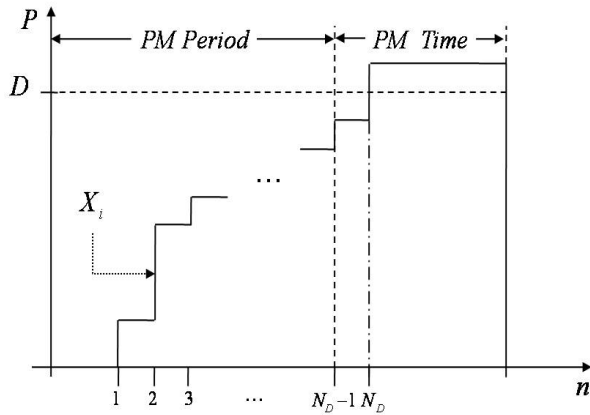 P
PM Period
PM Time
D
...
X_i
1 2 3 ... N_D-1 N_D
n